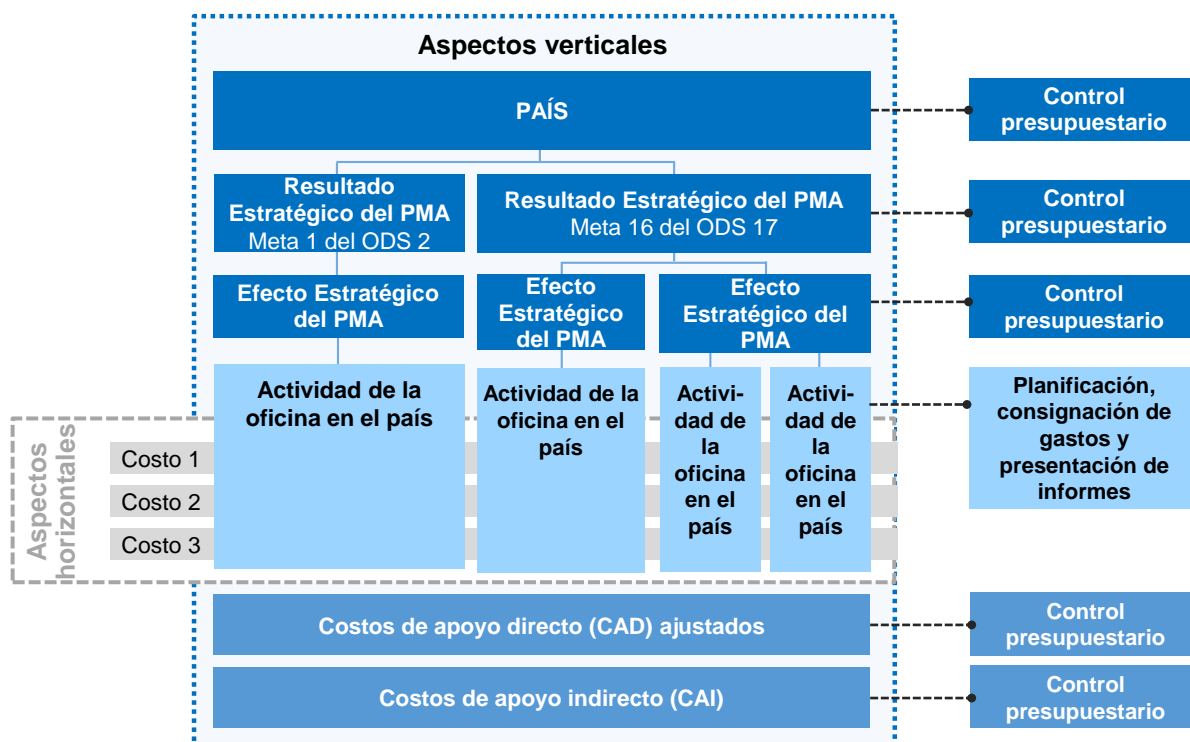 Aspectos verticales
PAÍS
Control
presupuestario
Resultado
Estratégico del PMA
Meta 1 del ODS 2
Resultado Estratégico del PMA
Meta 16 del ODS 17
Control
presupuestario
Efecto Estratégico
del PMA
Efecto
Estratégico
del PMA
Efecto
Estratégico del
PMA
Control
presupuestario
Actividad de la
oficina en el país
Actividad de la
oficina en el
país
Activi-
dad de
la
oficina
en el
país
Activi-
dad de
la
oficina
en el
país
Planificación,
consignación de
gastos y
presentación de
informes
Aspectos
horizontales
Costo 1
Costo 2
Costo 3
Costos de apoyo directo (CAD) ajustados
Control
presupuestario
Costos de apoyo indirecto (CAI)
Control
presupuestario